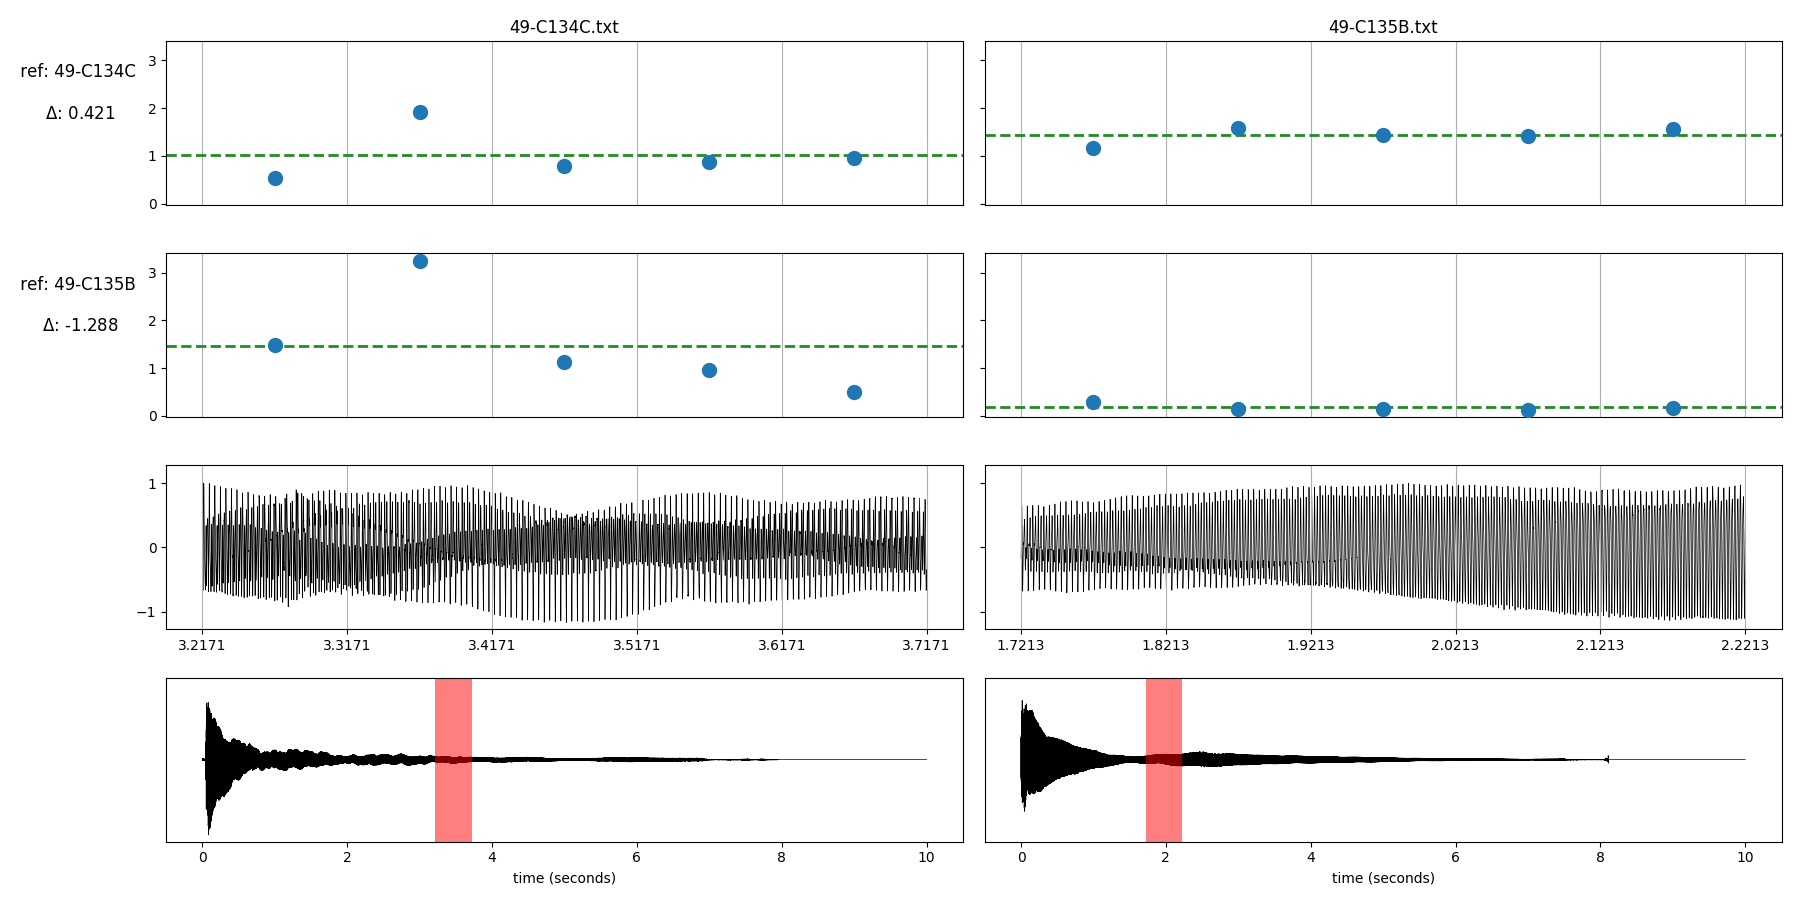 49-C134C.txt
49-C135B.txt
ref: 49-C134C
Δ: 0.421
3
2
1
0
ref: 49-C135B
Δ: -1.288
3
2
1
0
1
0
−1
3.2171 3.3171 3.4171 3.5171 3.6171 3.7171
1.7213 1.8213 1.9213 2.0213 2.1213 2.2213
0 2 4 6 8 10
time (seconds)
0 2 4 6 8 10
time (seconds)